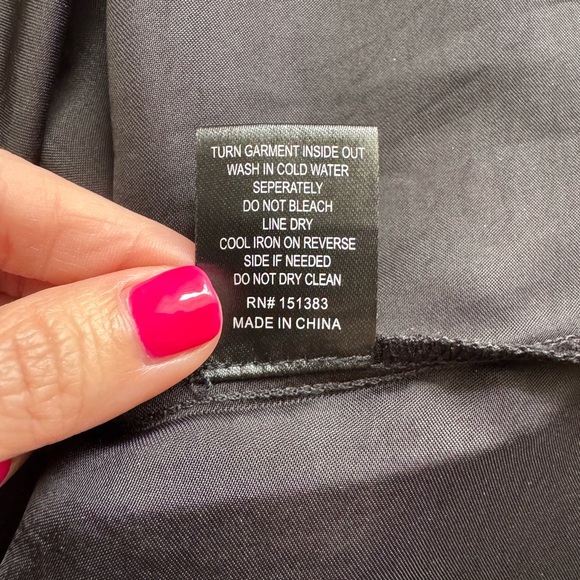 TURN GARMENT INSIDE OUT
WASH IN COLD WATER
SEPERATELY
DO NOT BLEACH
LINE DRY
COOL IRON ON REVERSE
SIDE IF NEEDED
DO NOT DRY CLEAN
RN# 151383
MADE IN CHINA